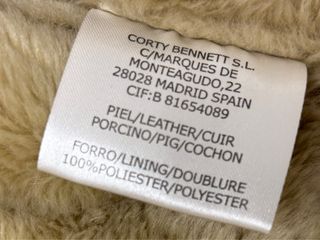 CORTY BENNETT S.L.
C/MARQUES DE
MONTEAGUDO,22
28028 MADRID SPAIN
CIF:B 81654089
PIEL/LEATHER/CUIR
PORCINO/PIG/COCHON
FORRO/LINING/DOUBLURE
100%POLIESTER/POLYESTER